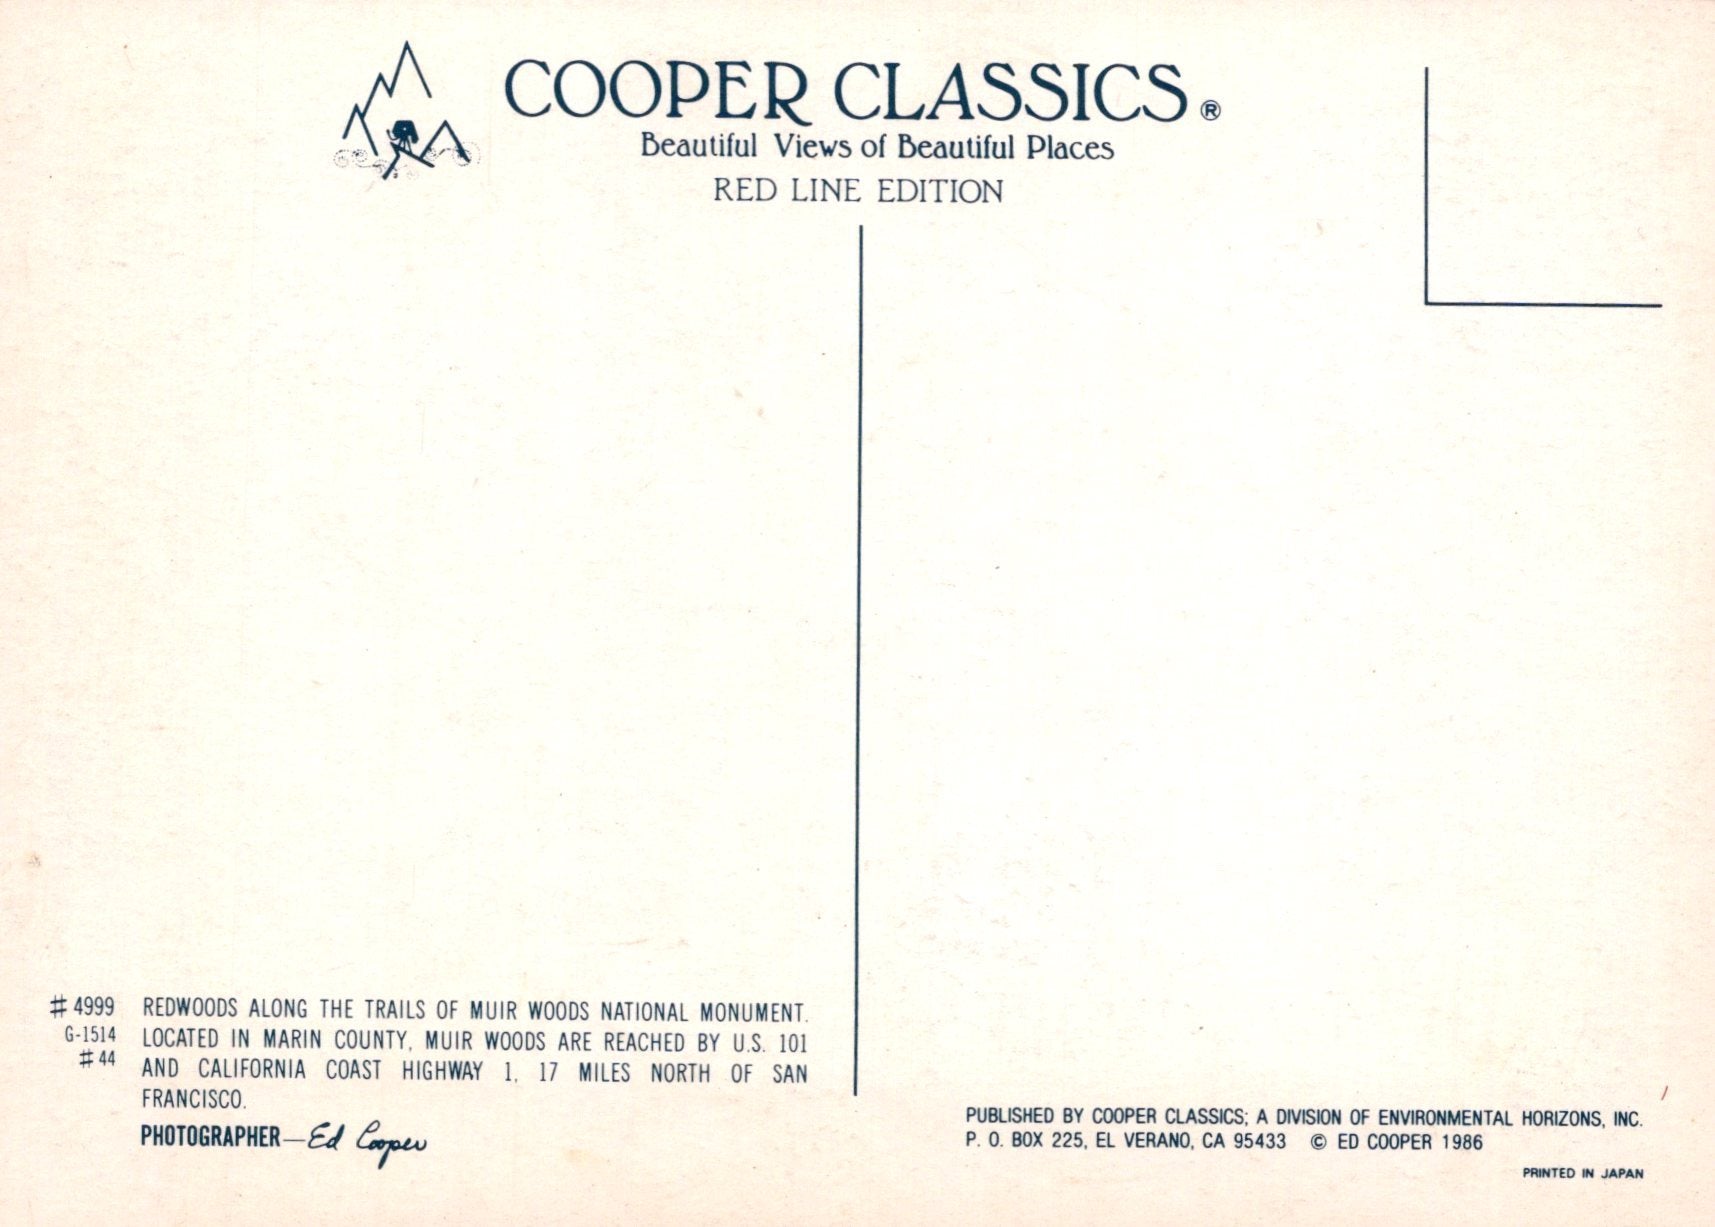 COOPER CLASSICS®
Beautiful Views of Beautiful Places
RED LINE EDITION
# 4999 REDWOODS ALONG THE TRAILS OF MUIR WOODS NATIONAL MONUMENT.
G-1514 LOCATED IN MARIN COUNTY, MUIR WOODS ARE REACHED BY U.S. 101
# 44 AND CALIFORNIA COAST HIGHWAY 1, 17 MILES NORTH OF SAN
FRANCISCO.
PHOTOGRAPHER—Ed Cooper
PUBLISHED BY COOPER CLASSICS; A DIVISION OF ENVIRONMENTAL HORIZONS, INC.
P. O. BOX 225, EL VERANO, CA 95433 © ED COOPER 1986
PRINTED IN JAPAN